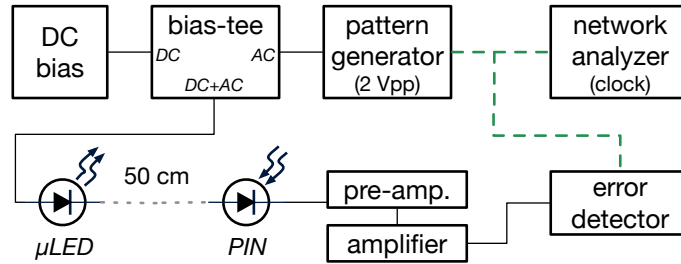 DC
bias
bias-tee
DC
AC
DC+AC
pattern
generator
(2 Vpp)
network
analyzer
(clock)
50 cm
µLED
PIN
pre-amp.
amplifier
error
detector